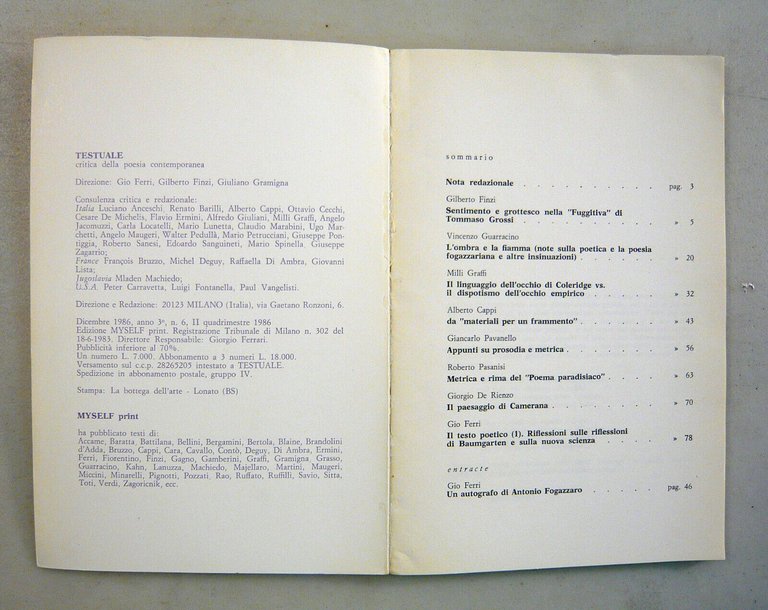 TESTUALE
critica della poesia contemporanea
Direzione: Gio Ferri, Gilberto Finzi, Giuliano Gramigna
Consulenza critica e redazionale:
Italia Luciano Anceschi, Renato Barilli, Alberto Cappi, Ottavio Cecchi,
Cesare De Michelis, Flavio Ermini, Alfredo Giuliani, Milli Graffi, Angelo
Jacomuzzi, Carla Locatelli, Mario Lunetta, Claudio Marabini, Ugo Mar-
chetti, Angelo Maugeri, Walter Pedullà, Mario Petrucciani, Giuseppe Pon-
tiggia, Roberto Sanesi, Edoardo Sanguineti, Mario Spinella, Giuseppe
Zagarrio;
France François Bruzzo, Michel Deguy, Raffaella Di Ambra, Giovanni
Lista;
Jugoslavia Mladen Machiedo;
U.S.A. Peter Carravetta, Luigi Fontanella, Paul Vangelisti.
Direzione e Redazione: 20123 MILANO (Italia), via Gaetano Ronzoni, 6.
Dicembre 1986, anno 3º, n. 6, II quadrimestre 1986
Edizione MYSELF print. Registrazione Tribunale di Milano n. 302 del
18-6-1983. Direttore Responsabile: Giorgio Ferrari.
Pubblicità inferiore al 70%.
Un numero L. 7.000. Abbonamento a 3 numeri L. 18.000.
Versamento sul c.c.p. 28265205 intestato a TESTUALE.
Spedizione in abbonamento postale, gruppo IV.
Stampa: La bottega dell'arte - Lonato (BS)
MYSELF print
ha pubblicato testi di:
Accame, Baratta, Battilana, Bellini, Bergamini, Bertola, Blaine, Brandolini
d'Adda, Bruzzo, Cappi, Cara, Cavallo, Contò, Deguy, Di Ambra, Ermini,
Ferri, Fiorentino, Finzi, Gagno, Gamberini, Graffi, Gramigna, Grasso,
Guarracino, Kahn, Lanuzza, Machiedo, Majellaro, Martini, Maugeri,
Miccini, Minarelli, Pignotti, Pozzati, Rao, Ruffato, Ruffilli, Savio, Sitta,
Toti, Verdi, Zagoricnik, ecc.
sommario
Nota redazionale . . . . . . . . . . pag. 3
Gilberto Finzi
Sentimento e grottesco nella "Fuggitiva" di
Tommaso Grossi . . . . . . . . . . » 5
Vincenzo Guarracino
L'ombra e la fiamma (note sulla poetica e la poesia
fogazzariana e altre insinuazioni) . . . . . » 20
Milli Graffi
Il linguaggio dell'occhio di Coleridge vs.
il dispotismo dell'occhio empirico . . . . . » 32
Alberto Cappi
da "materiali per un frammento" . . . . . » 43
Giancarlo Pavanello
Appunti su prosodia e metrica . . . . . . » 56
Roberto Pasanisi
Metrica e rima del "Poema paradisiaco" . . . . » 63
Giorgio De Rienzo
Il paesaggio di Camerana . . . . . . . » 70
Gio Ferri
Il testo poetico (1). Riflessioni sulle riflessioni
di Baumgarten e sulla nuova scienza . . . . » 78
entracte
Gio Ferri
Un autografo di Antonio Fogazzaro . . . . . pag. 46